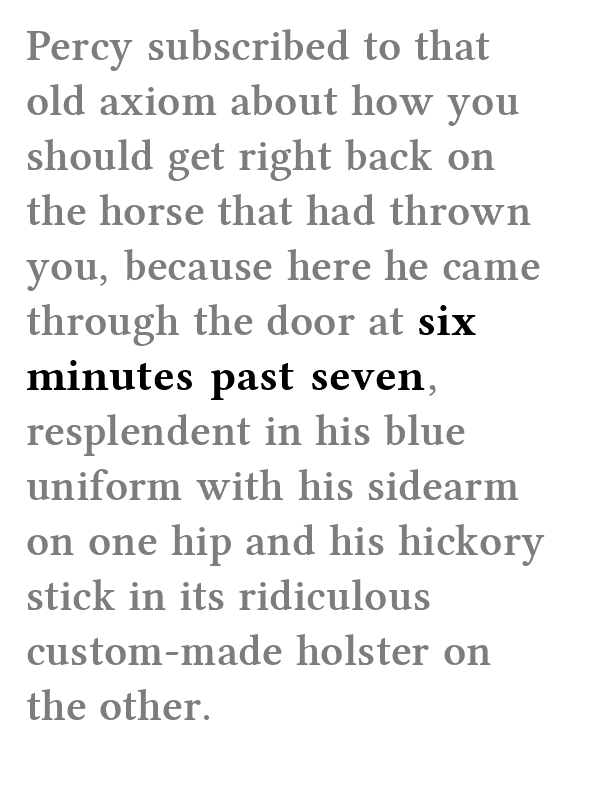 Percy subscribed to that
old axiom about how you
should get right back on
the horse that had thrown
you, because here he came
through the door at six
minutes past seven,
resplendent in his blue
uniform with his sidearm
on one hip and his hickory
stick in its ridiculous
custom-made holster on
the other.